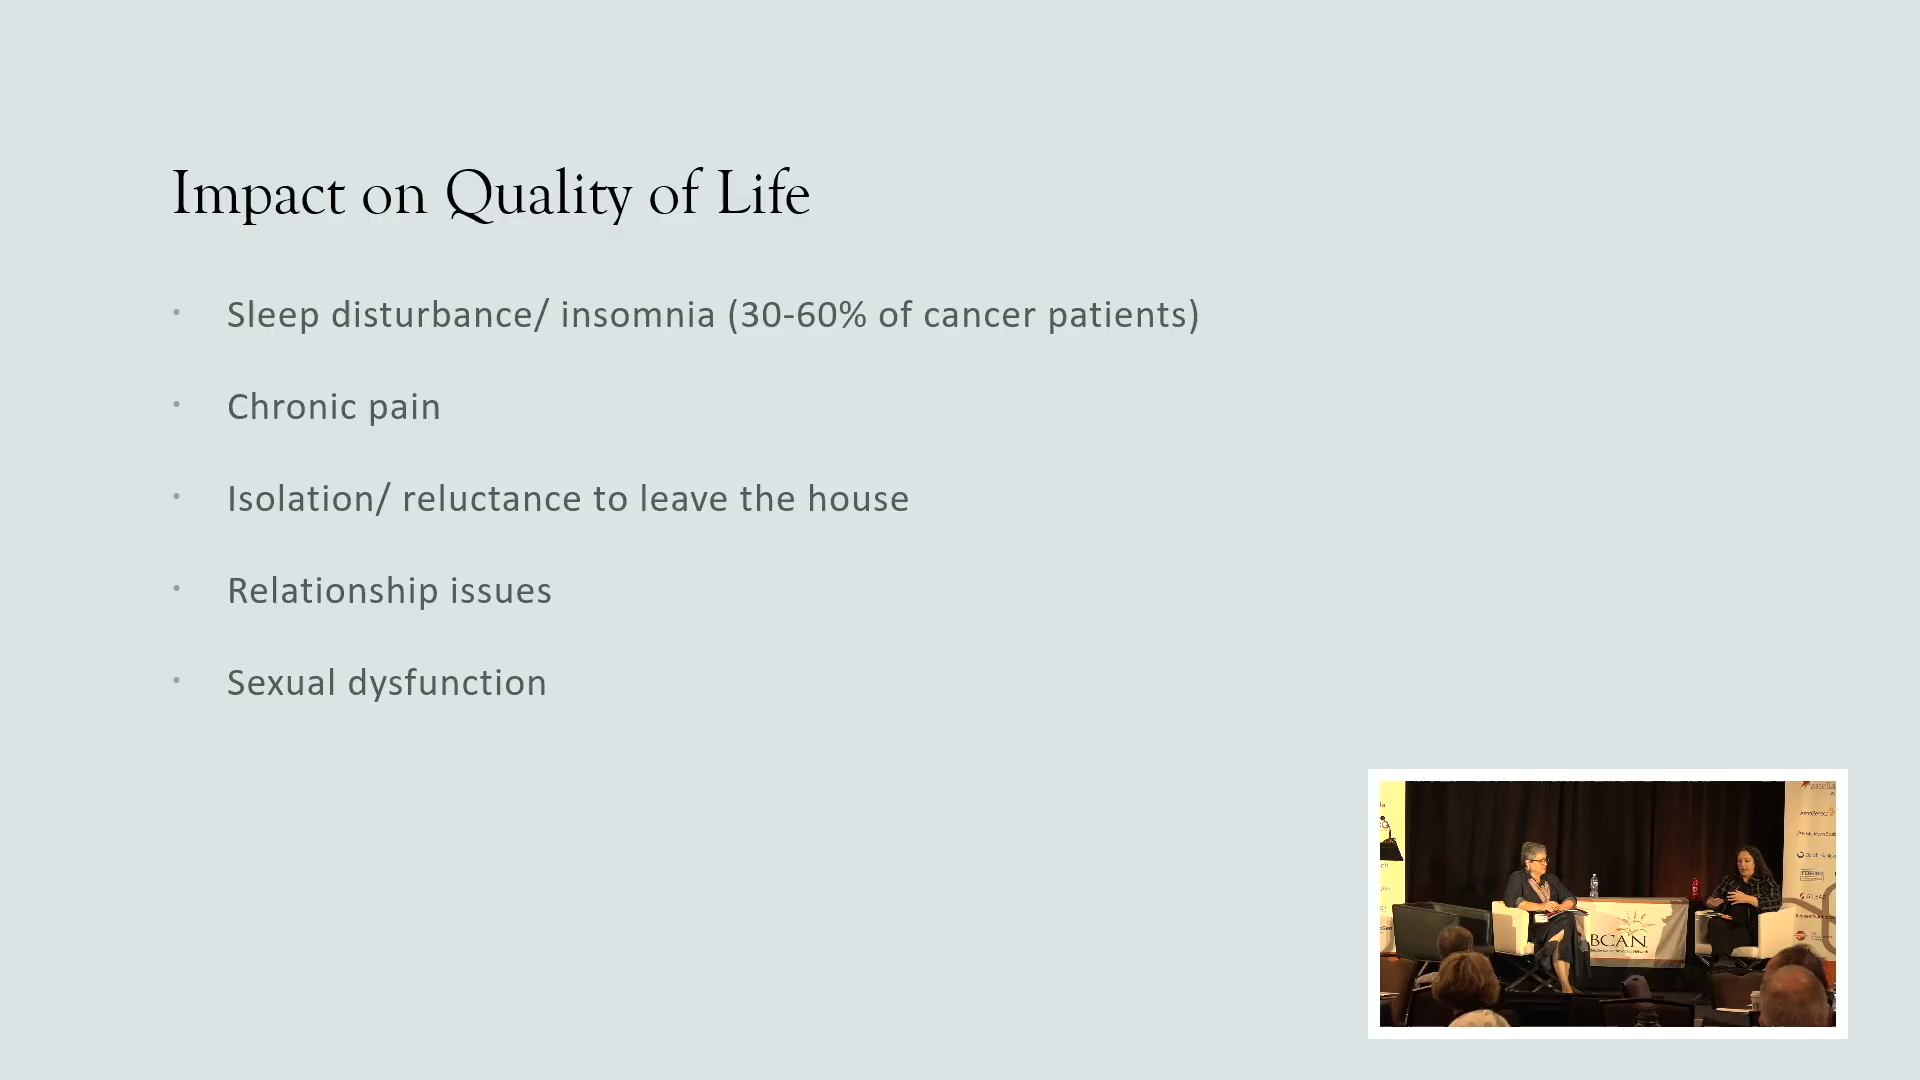 Impact on Quality of Life
· Sleep disturbance/ insomnia (30-60% of cancer patients)
· Chronic pain
· Isolation/ reluctance to leave the house
· Relationship issues
· Sexual dysfunction
BCAN